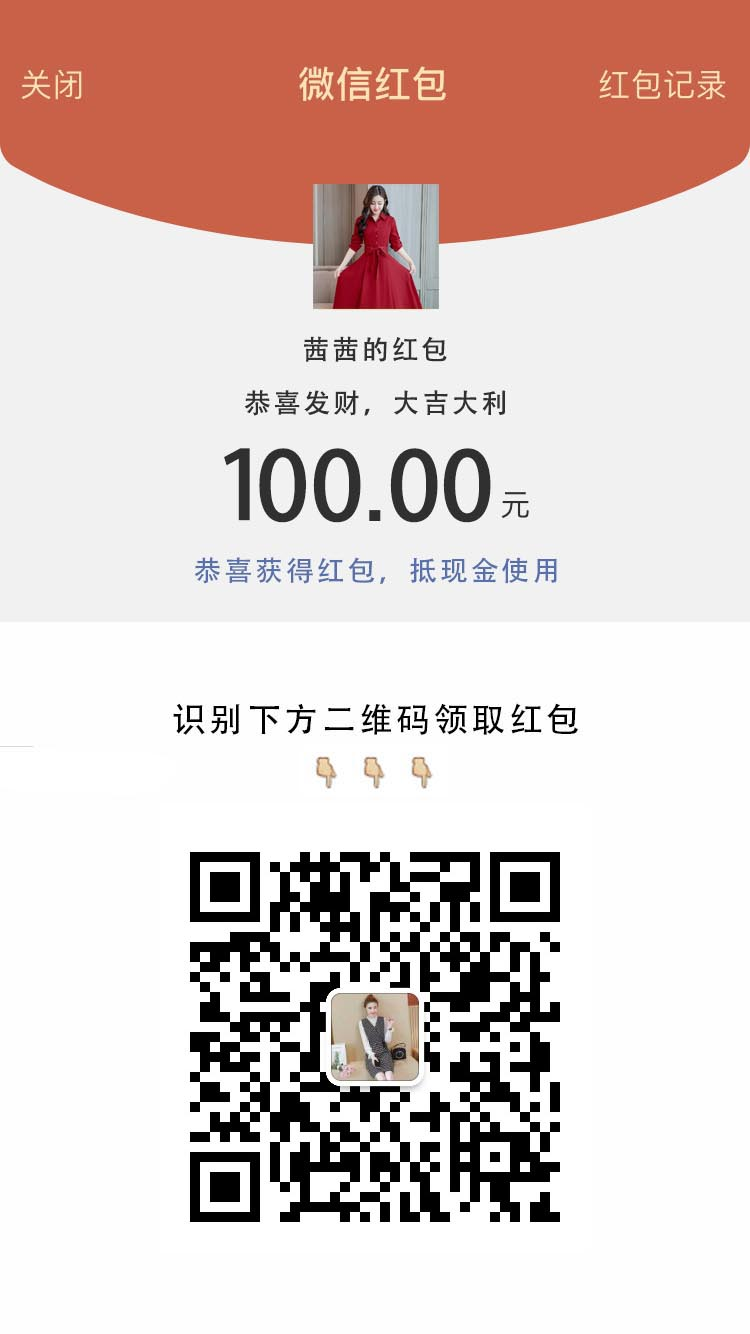 关闭 微信红包 红包记录
茜茜的红包
恭喜发财，大吉大利
100.00元
恭喜获得红包，抵现金使用
识别下方二维码领取红包